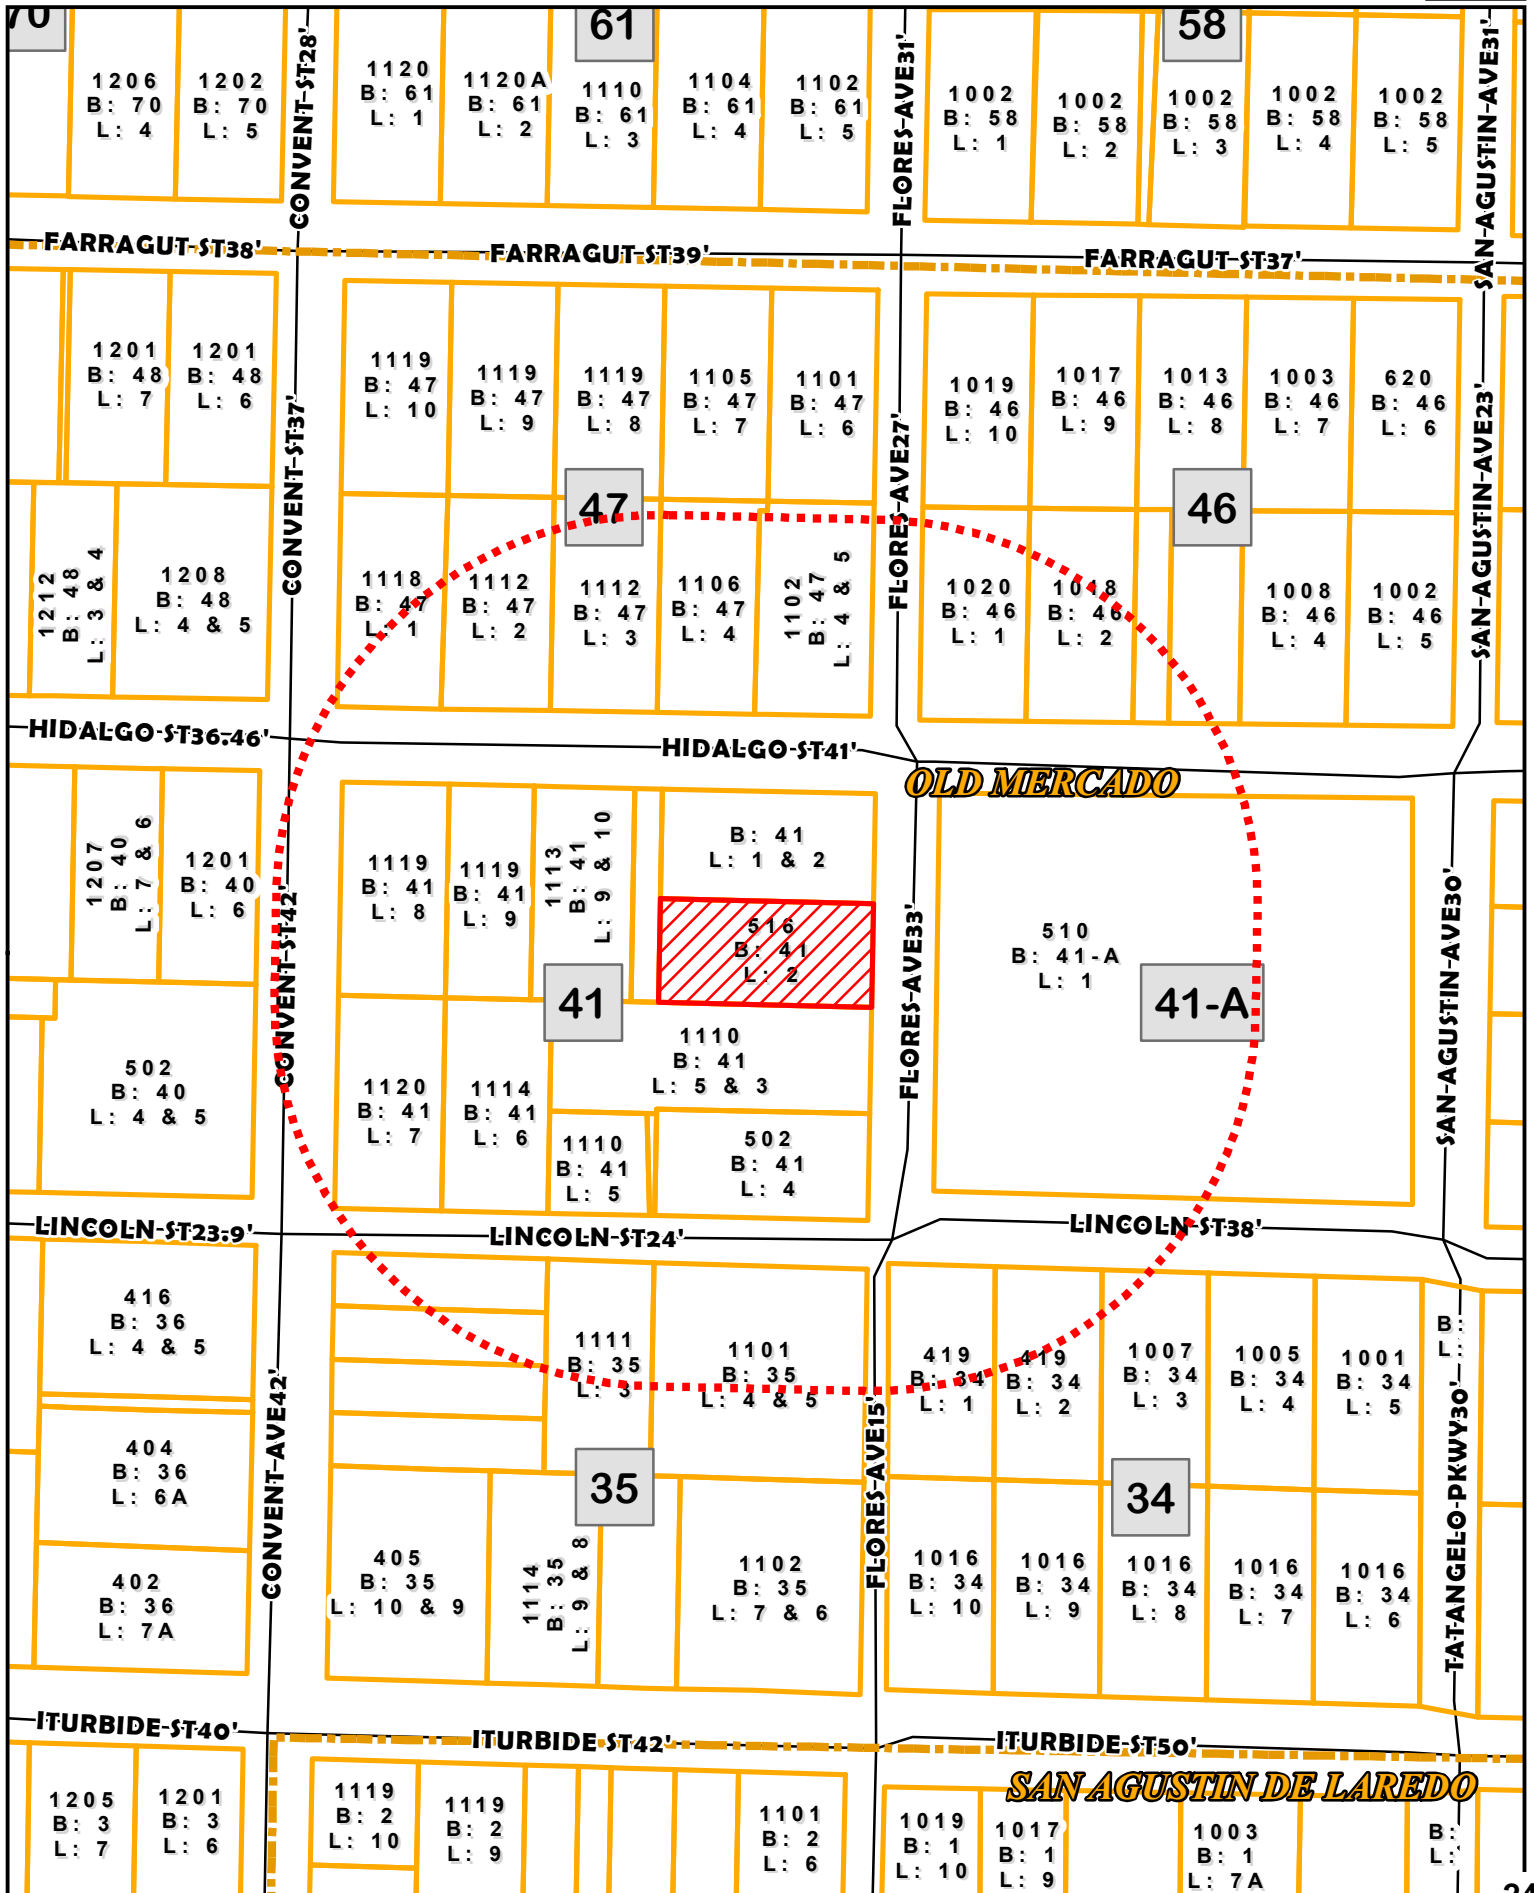 70
61
58
1206
B: 70
L: 4
1202
B: 70
L: 5
CONVENT ST28'
1120
B: 61
L: 1
1120A
B: 61
L: 2
1110
B: 61
L: 3
1104
B: 61
L: 4
1102
B: 61
L: 5
FLORES AVE31'
1002
B: 58
L: 1
1002
B: 58
L: 2
1002
B: 58
L: 3
1002
B: 58
L: 4
1002
B: 58
L: 5
SAN AGUSTIN AVE31'
FARRAGUT ST38'
FARRAGUT ST39'
FARRAGUT ST37'
1201
B: 48
L: 7
1201
B: 48
L: 6
CONVENT ST37'
1119
B: 47
L: 10
1119
B: 47
L: 9
1119
B: 47
L: 8
1105
B: 47
L: 7
1101
B: 47
L: 6
FLORES AVE27'
1019
B: 46
L: 10
1017
B: 46
L: 9
1013
B: 46
L: 8
1003
B: 46
L: 7
620
B: 46
L: 6
SAN AGUSTIN AVE23'
47
46
1212
B: 48
L: 3 & 4
1208
B: 48
L: 4 & 5
1118
B: 47
L: 1
1112
B: 47
L: 2
1112
B: 47
L: 3
1106
B: 47
L: 4
1102
B: 47
L: 4 & 5
1020
B: 46
L: 1
1018
B: 46
L: 2
1008
B: 46
L: 4
1002
B: 46
L: 5
HIDALGO ST36.46'
HIDALGO ST41'
OLD MERCADO
1207
B: 40
L: 7 & 6
1201
B: 40
L: 6
CONVENT ST42'
1119
B: 41
L: 8
1119
B: 41
L: 9
1113
B: 41
L: 9 & 10
B: 41
L: 1 & 2
516
B: 41
L: 2
FLORES AVE33'
510
B: 41-A
L: 1
SAN AGUSTIN AVE30'
41
41-A
502
B: 40
L: 4 & 5
1120
B: 41
L: 7
1114
B: 41
L: 6
1110
B: 41
L: 5 & 3
1110
B: 41
L: 5
502
B: 41
L: 4
LINCOLN ST23.9'
LINCOLN ST24'
LINCOLN ST38'
416
B: 36
L: 4 & 5
1111
B: 35
L: 3
1101
B: 35
L: 4 & 5
419
B: 34
L: 1
419
B: 34
L: 2
1007
B: 34
L: 3
1005
B: 34
L: 4
1001
B: 34
L: 5
B:
L:
CONVENT AVE42'
FLORES AVE15'
TATANGELO PKWY30'
404
B: 36
L: 6A
35
34
402
B: 36
L: 7A
405
B: 35
L: 10 & 9
1114
B: 35
L: 9 & 8
1102
B: 35
L: 7 & 6
1016
B: 34
L: 10
1016
B: 34
L: 9
1016
B: 34
L: 8
1016
B: 34
L: 7
1016
B: 34
L: 6
ITURBIDE ST40'
ITURBIDE ST42'
ITURBIDE ST50'
SAN AGUSTIN DE LAREDO
1205
B: 3
L: 7
1201
B: 3
L: 6
1119
B: 2
L: 10
1119
B: 2
L: 9
1101
B: 2
L: 6
1019
B: 1
L: 10
1017
B: 1
L: 9
1003
B: 1
L: 7A
B:
L: